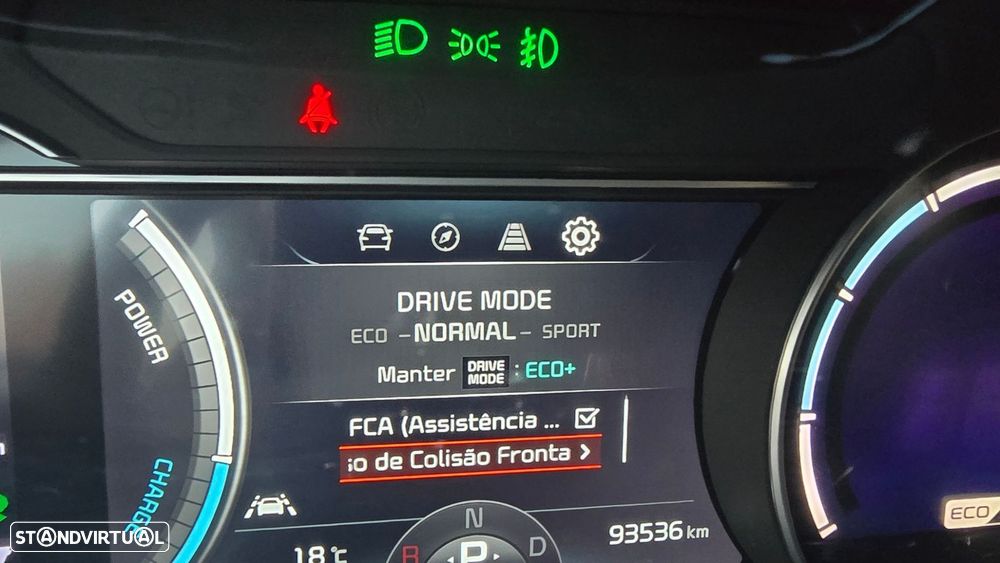 DRIVE MODE
ECO – NORMAL – SPORT
Manter DRIVE MODE : ECO+
FCA (Assistência ...
so de Colisão Fronta >
POWER
CHARGE
N
R P D
18 °C
93536 km
ECO
STANDVIRTUAL